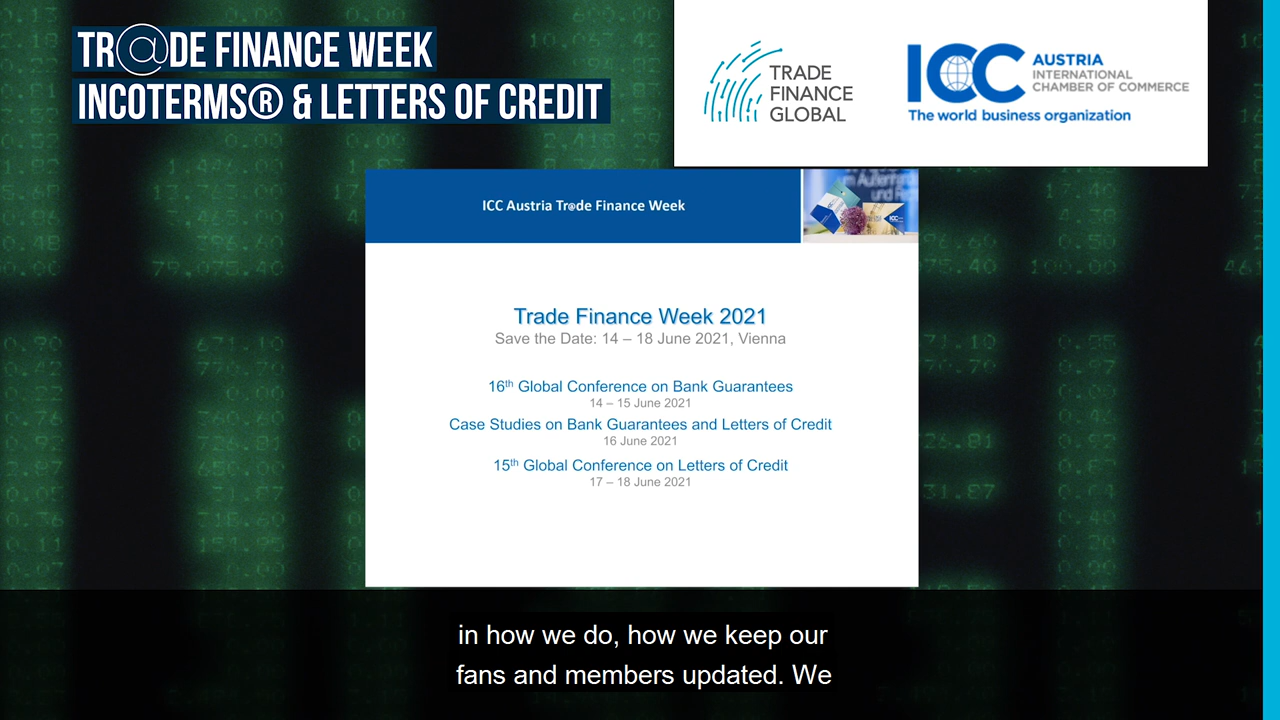 TR@DE FINANCE WEEK
INCOTERMS® & LETTERS OF CREDIT
TRADE
FINANCE
GLOBAL
ICC
AUSTRIA
INTERNATIONAL
CHAMBER OF COMMERCE
The world business organization
ICC Austria Tr@de Finance Week
Trade Finance Week 2021
Save the Date: 14 – 18 June 2021, Vienna
16th Global Conference on Bank Guarantees
14 – 15 June 2021
Case Studies on Bank Guarantees and Letters of Credit
16 June 2021
15th Global Conference on Letters of Credit
17 – 18 June 2021
in how we do, how we keep our
fans and members updated. We